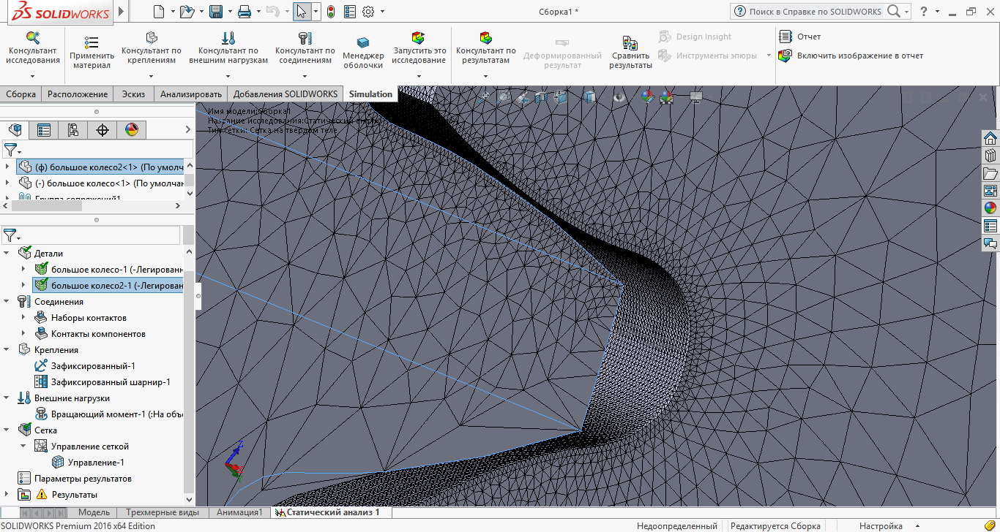 SOLIDWORKS
Сборка1 *
Поиск в Справке по SOLIDWORKS
Консультант исследования
Применить материал
Консультант по креплениям
Консультант по внешним нагрузкам
Консультант по соединениям
Менеджер оболочки
Запустить это исследование
Консультант по результатам
Деформированный результат
Сравнить результаты
Design Insight
Инструменты эпюры
Отчет
Включить изображение в отчет
Сборка
Расположение
Эскиз
Анализировать
Добавления SOLIDWORKS
Simulation
Имя модели:Сборка1
Название исследования:Статический
Тип сетки: Сетка на твердом теле
(ф) большое колесо2<1> (По умолч
(-) большое колесо<1> (По умолчан
Группа сопряжений1
Детали
большое колесо-1 (-Легированн
большое колесо2-1 (-Легирован
Соединения
Наборы контактов
Контакты компонентов
Крепления
Зафиксированный-1
Зафиксированный шарнир-1
Внешние нагрузки
Вращающий момент-1 (:На объе
Сетка
Управление сеткой
Управление-1
Параметры результатов
Результаты
Z
Модель
Трехмерные виды
Анимация1
Статический анализ 1
SOLIDWORKS Premium 2016 x64 Edition
Недоопределенный
Редактируется Сборка
Настройка